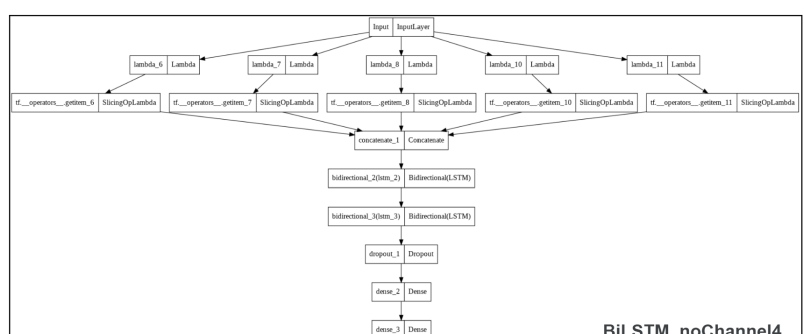 Input InputLayer
lambda_6 Lambda lambda_7 Lambda lambda_8 Lambda lambda_10 Lambda lambda_11 Lambda
tf.__operators__.getitem_6 SlicingOpLambda tf.__operators__.getitem_7 SlicingOpLambda tf.__operators__.getitem_8 SlicingOpLambda tf.__operators__.getitem_10 SlicingOpLambda tf.__operators__.getitem_11 SlicingOpLambda
concatenate_1 Concatenate
bidirectional_2(lstm_2) Bidirectional(LSTM)
bidirectional_3(lstm_3) Bidirectional(LSTM)
dropout_1 Dropout
dense_2 Dense
dense_3 Dense BiLSTM_noChannel4